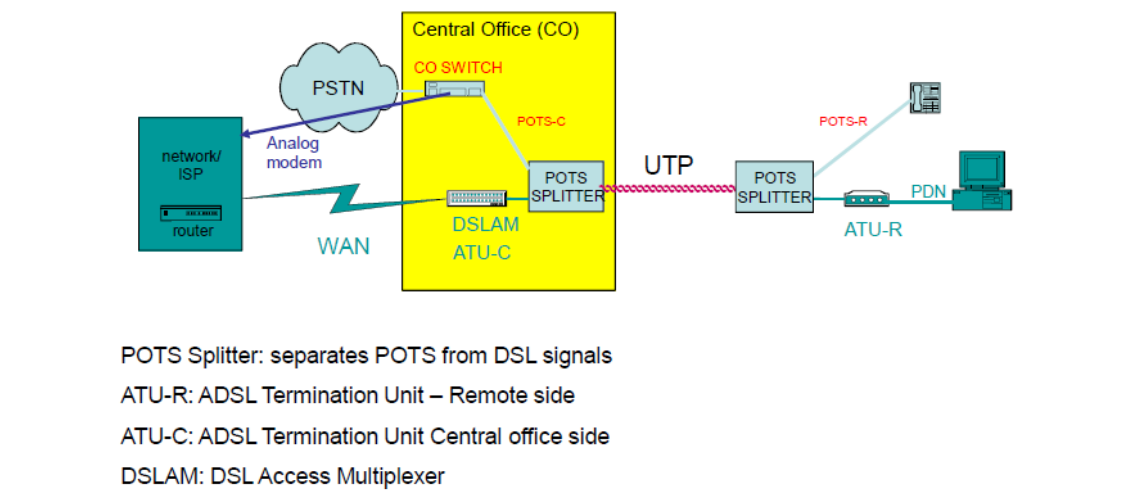 Central Office (CO)
CO SWITCH
PSTN
POTS-C
POTS-R
Analog
modem
network/
ISP
router
UTP
POTS
SPLITTER
POTS
SPLITTER
PDN
DSLAM
ATU-C
ATU-R
WAN
POTS Splitter: separates POTS from DSL signals
ATU-R: ADSL Termination Unit – Remote side
ATU-C: ADSL Termination Unit Central office side
DSLAM: DSL Access Multiplexer